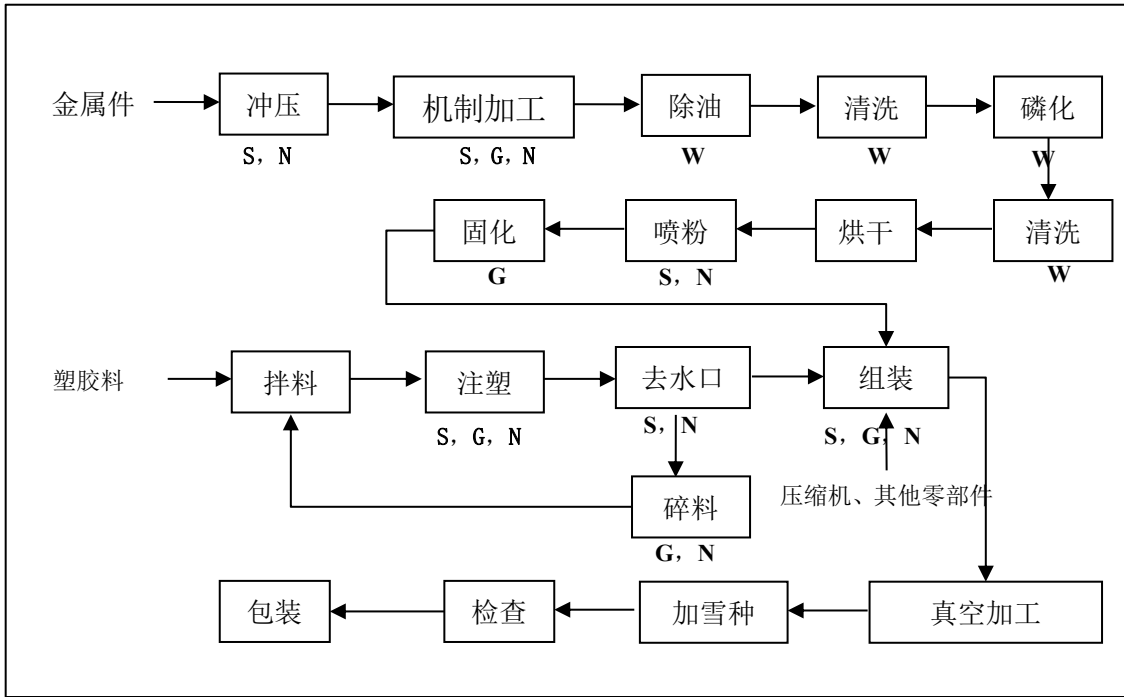 金属件 冲压 机制加工 除油 清洗 磷化
S，N S，G，N W W W
固化 喷粉 烘干 清洗
G S，N W
塑胶料 拌料 注塑 去水口 组装
S，G，N S，N S，G，N
碎料 压缩机、其他零部件
G，N
包装 检查 加雪种 真空加工